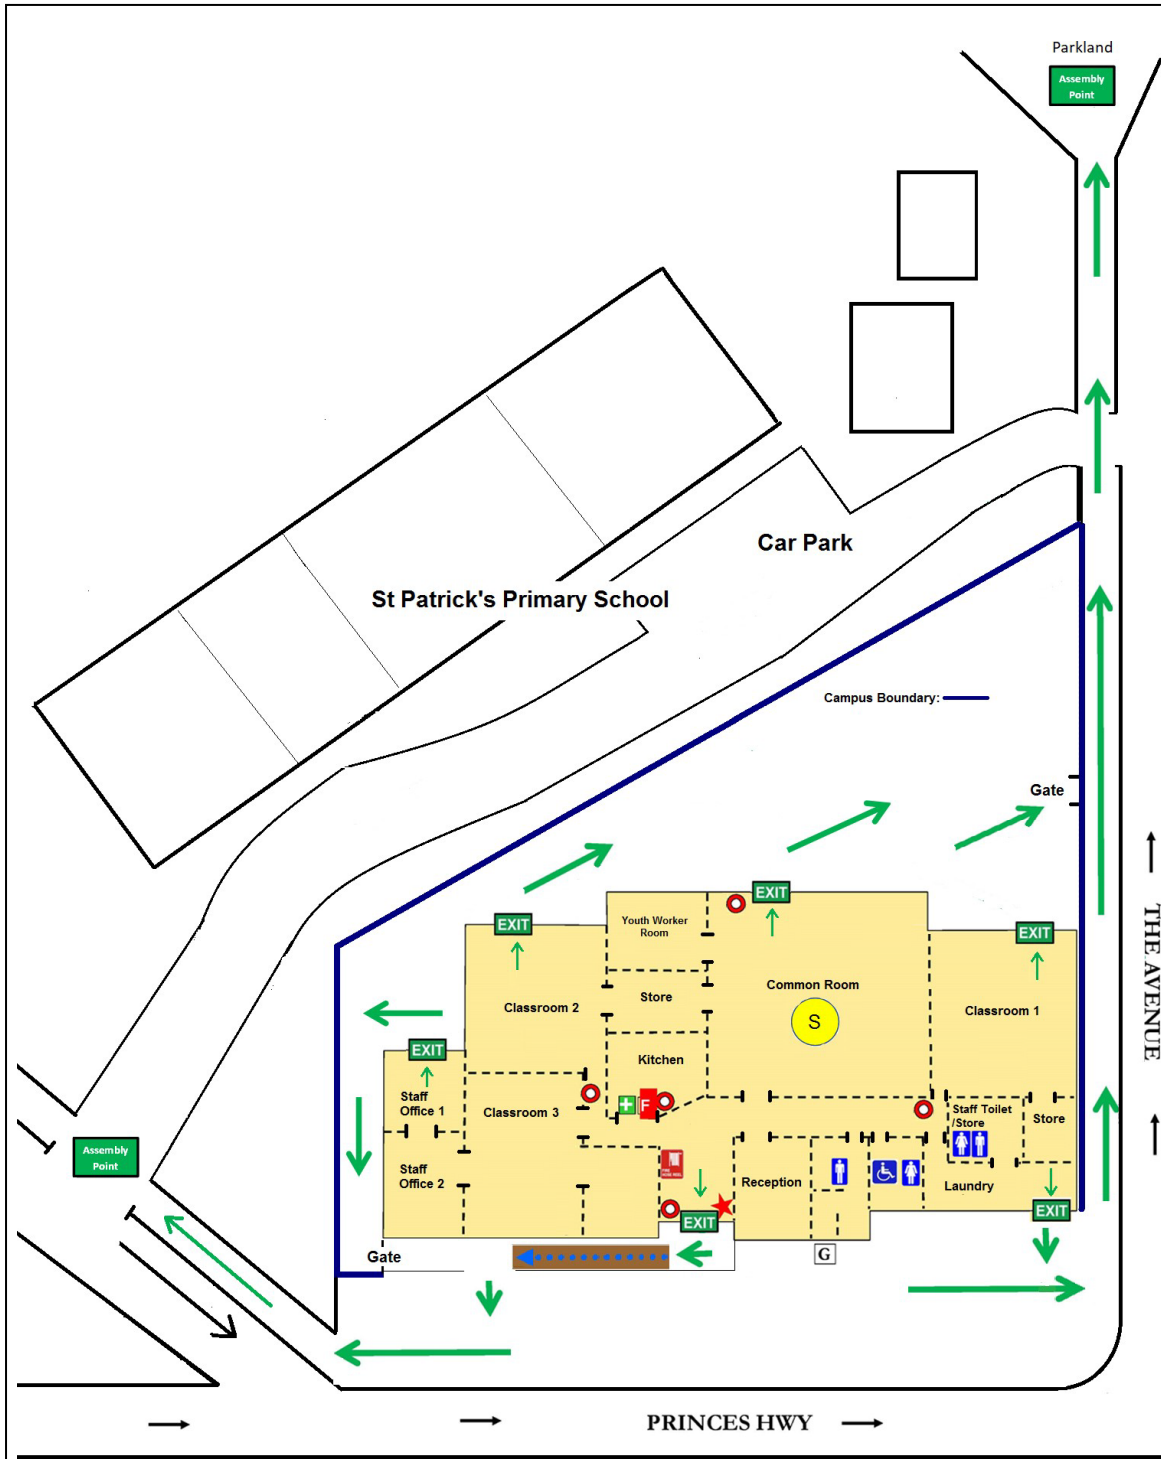 Parkland
Assembly
Point
Car Park
St Patrick's Primary School
Campus Boundary:
Gate
THE AVENUE
EXIT
EXIT
EXIT
EXIT
Youth Worker
Room
Store
Kitchen
Common Room
S
Classroom 1
Classroom 2
Classroom 3
Staff
Office 1
Staff
Office 2
F
Staff Toilet
/Store
Store
Assembly
Point
Reception
Laundry
EXIT
EXIT
Gate
G
PRINCES HWY